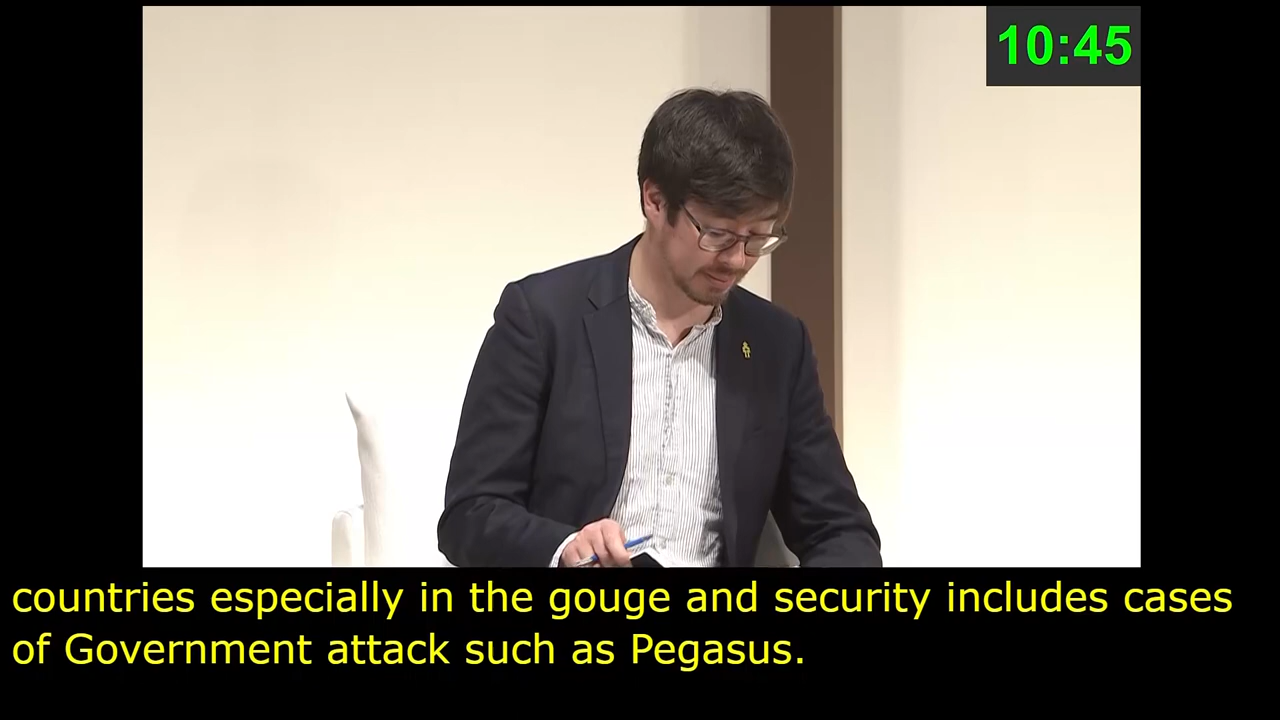 10:45
countries especially in the gouge and security includes cases
of Government attack such as Pegasus.